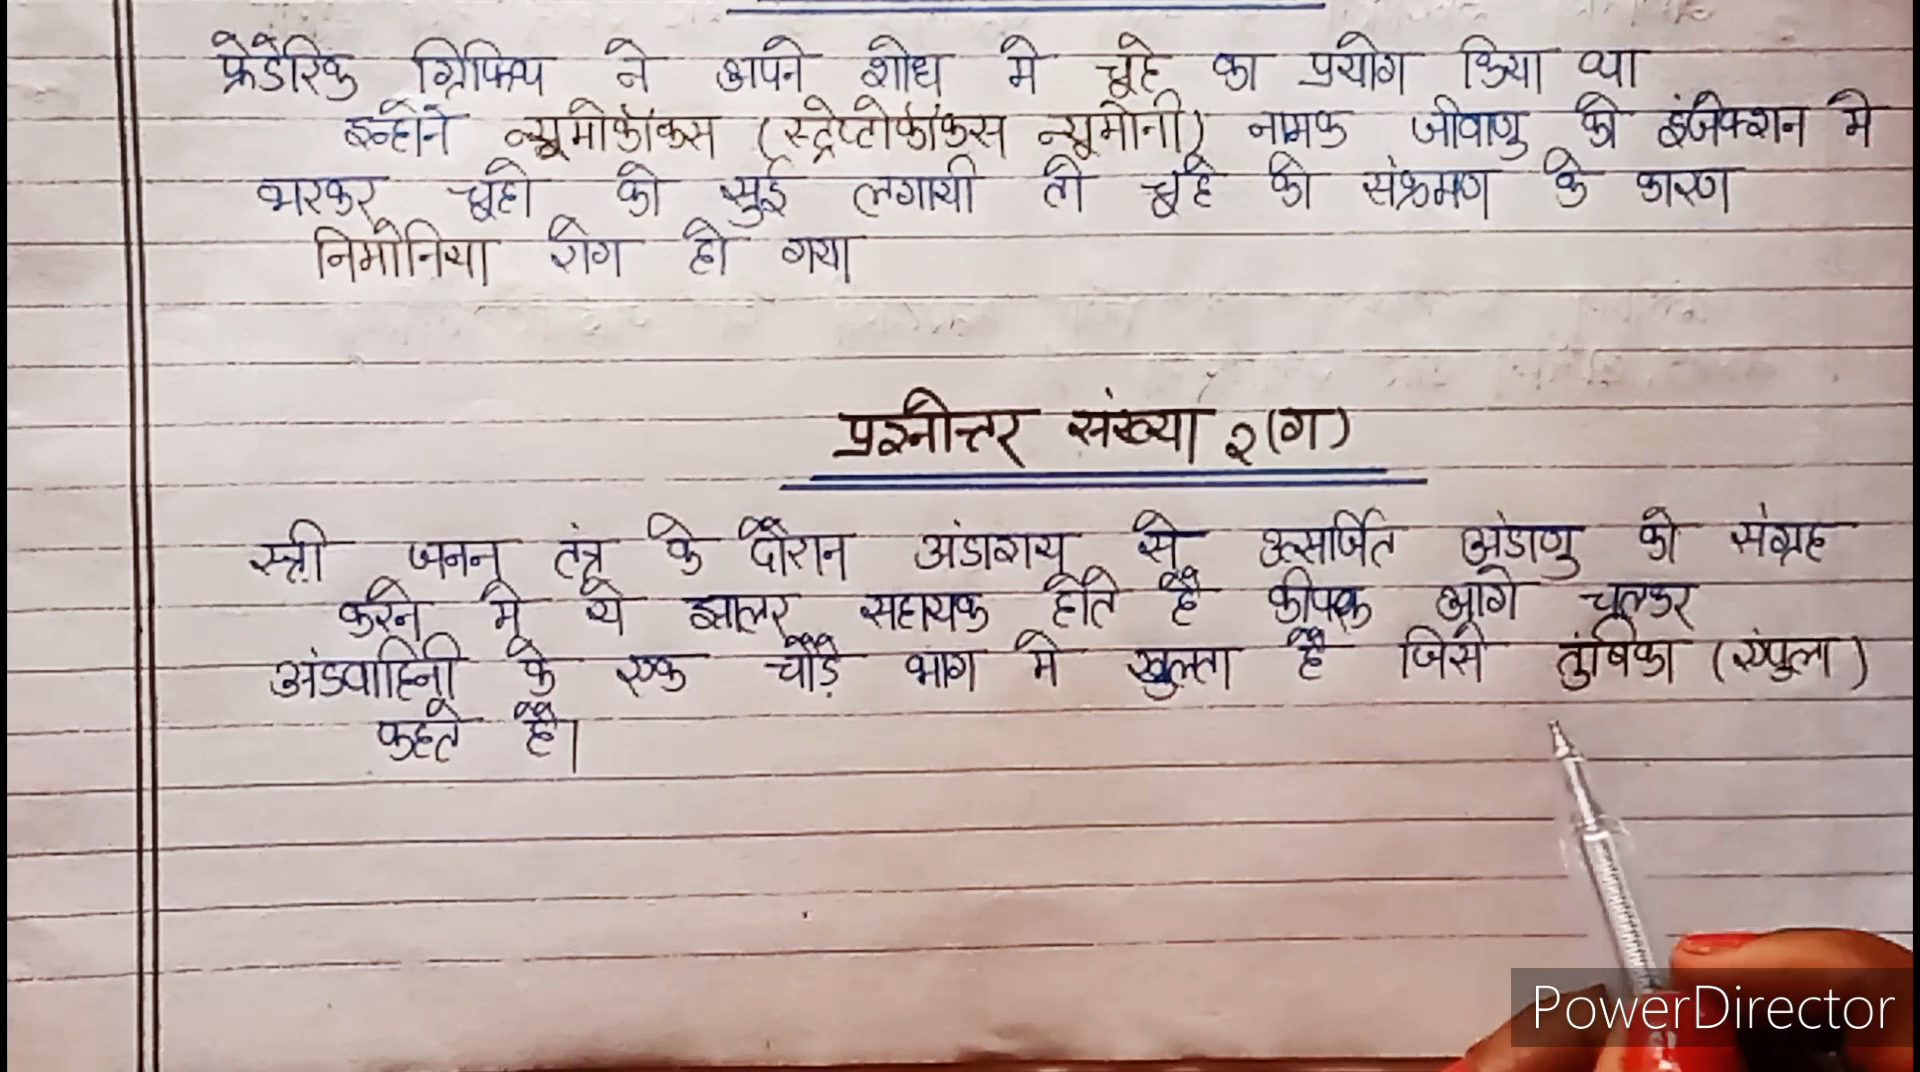 फ्रेडरिक ग्रिफिथ ने अपने शोध मे चूहे का प्रयोग किया था
इन्होने न्यूमोकॉकस (स्ट्रेप्टोकॉकस न्यूमोनी) नामक जीवाणु को इंजेक्शन मे
भरकर चूहो को सुई लगायी तो चूहे को संक्रमण के कारण
निमोनिया रोग हो गया
प्रश्नोत्तर संख्या २(ग)
स्त्री जनन तंत्र के दौरान अंडाशय से उत्सर्जित अंडाणु को संग्रह
करने मे ये झालर सहायक होते है कीपक आगे चलकर
अंडवाहिनी के एक चौड़े भाग मे खुलता है जिसे तुंबिका (एंपुला)
कहते है।
PowerDirector